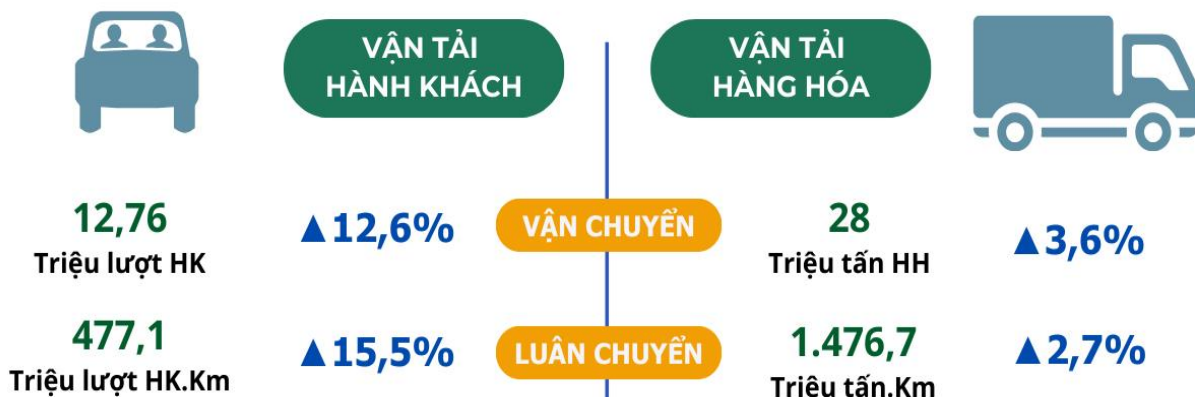 VẬN TẢI
HÀNH KHÁCH
VẬN TẢI
HÀNG HÓA
12,76
Triệu lượt HK
▲12,6%
VẬN CHUYỂN
28
Triệu tấn HH
▲3,6%
477,1
Triệu lượt HK.Km
▲15,5%
LUÂN CHUYỂN
1.476,7
Triệu tấn.Km
▲2,7%